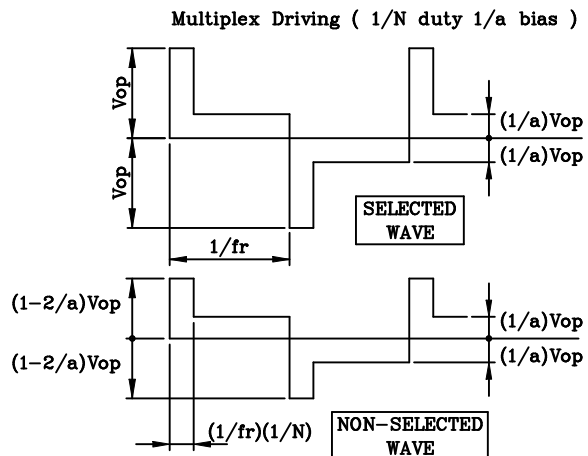 Multiplex Driving ( 1/N duty 1/a bias )
Vop
(1/a)Vop
(1/a)Vop
Vop
SELECTED
WAVE
1/fr
(1-2/a)Vop
(1/a)Vop
(1-2/a)Vop
(1/a)Vop
(1/fr)(1/N)
NON-SELECTED
WAVE